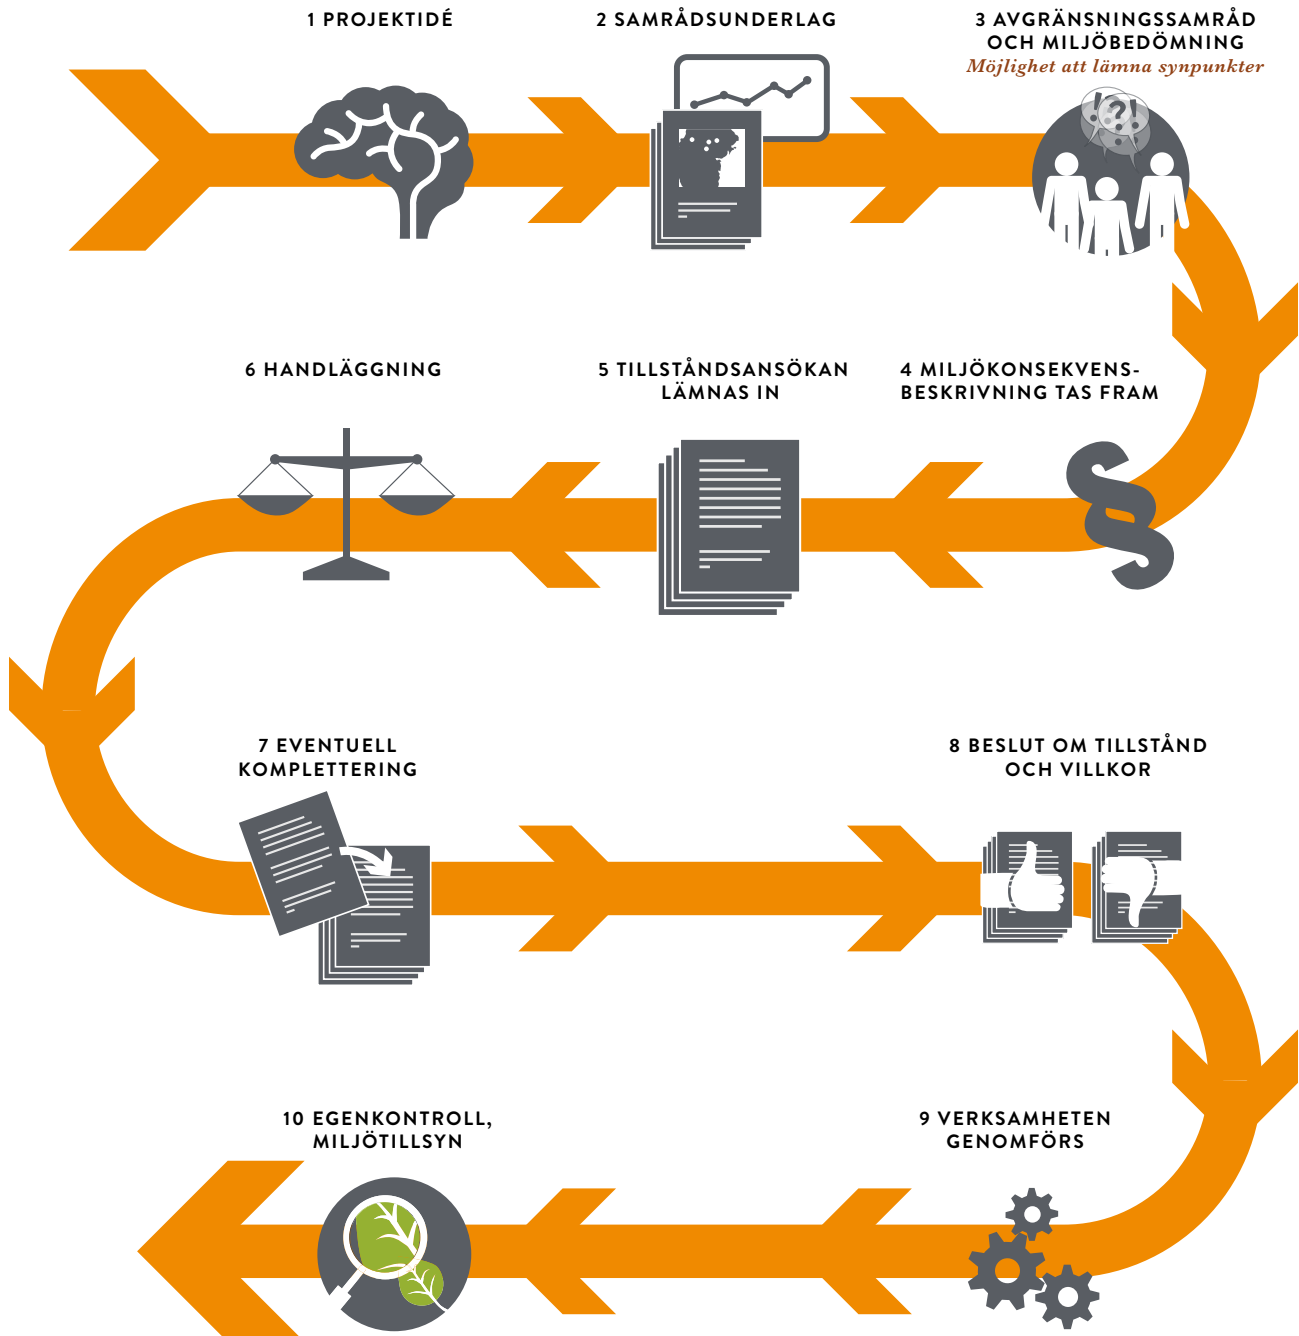 1 PROJEKTIDÉ
2 SAMRÅDSUNDERLAG
3 AVGRÄNSNINGSSAMRÅD
OCH MILJÖBEDÖMNING
Möjlighet att lämna synpunkter
! ? !
4 MILJÖKONSEKVENS-
BESKRIVNING TAS FRAM
§
5 TILLSTÅNDSANSÖKAN
LÄMNAS IN
6 HANDLÄGGNING
7 EVENTUELL
KOMPLETTERING
8 BESLUT OM TILLSTÅND
OCH VILLKOR
9 VERKSAMHETEN
GENOMFÖRS
10 EGENKONTROLL,
MILJÖTILLSYN